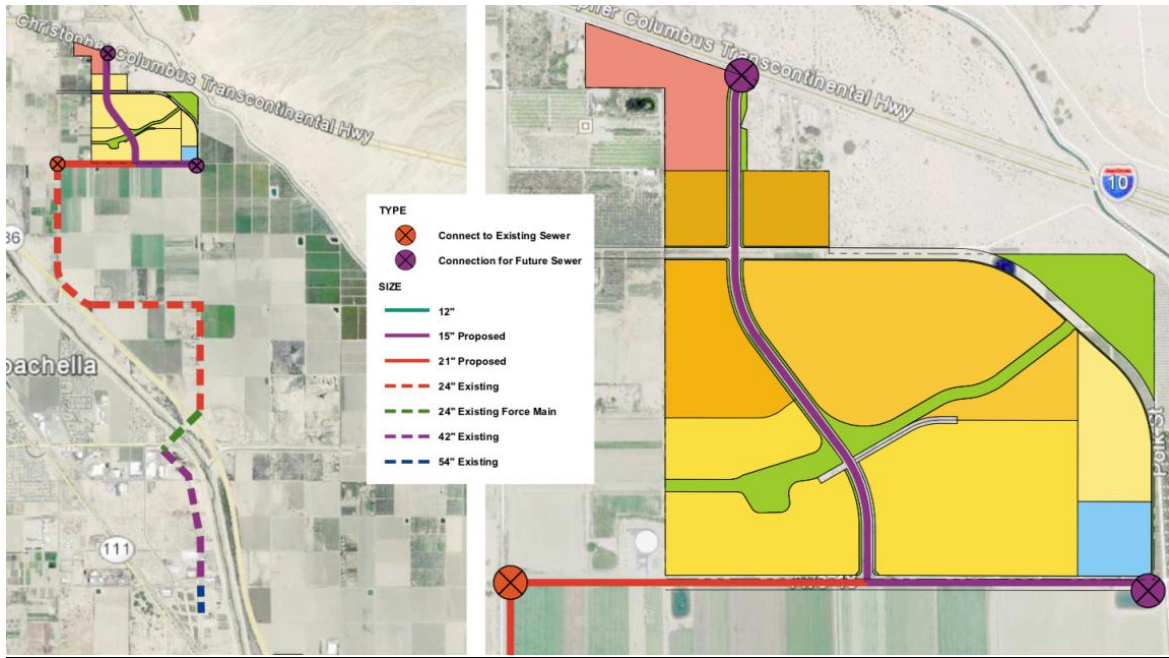 Christopher Columbus Transcontinental Hwy
86
oachella
111
TYPE
Connect to Existing Sewer
Connection for Future Sewer
SIZE
12"
15" Proposed
21" Proposed
24" Existing
24" Existing Force Main
42" Existing
54" Existing
pher Columbus Transcontinental Hwy
10
Polk St